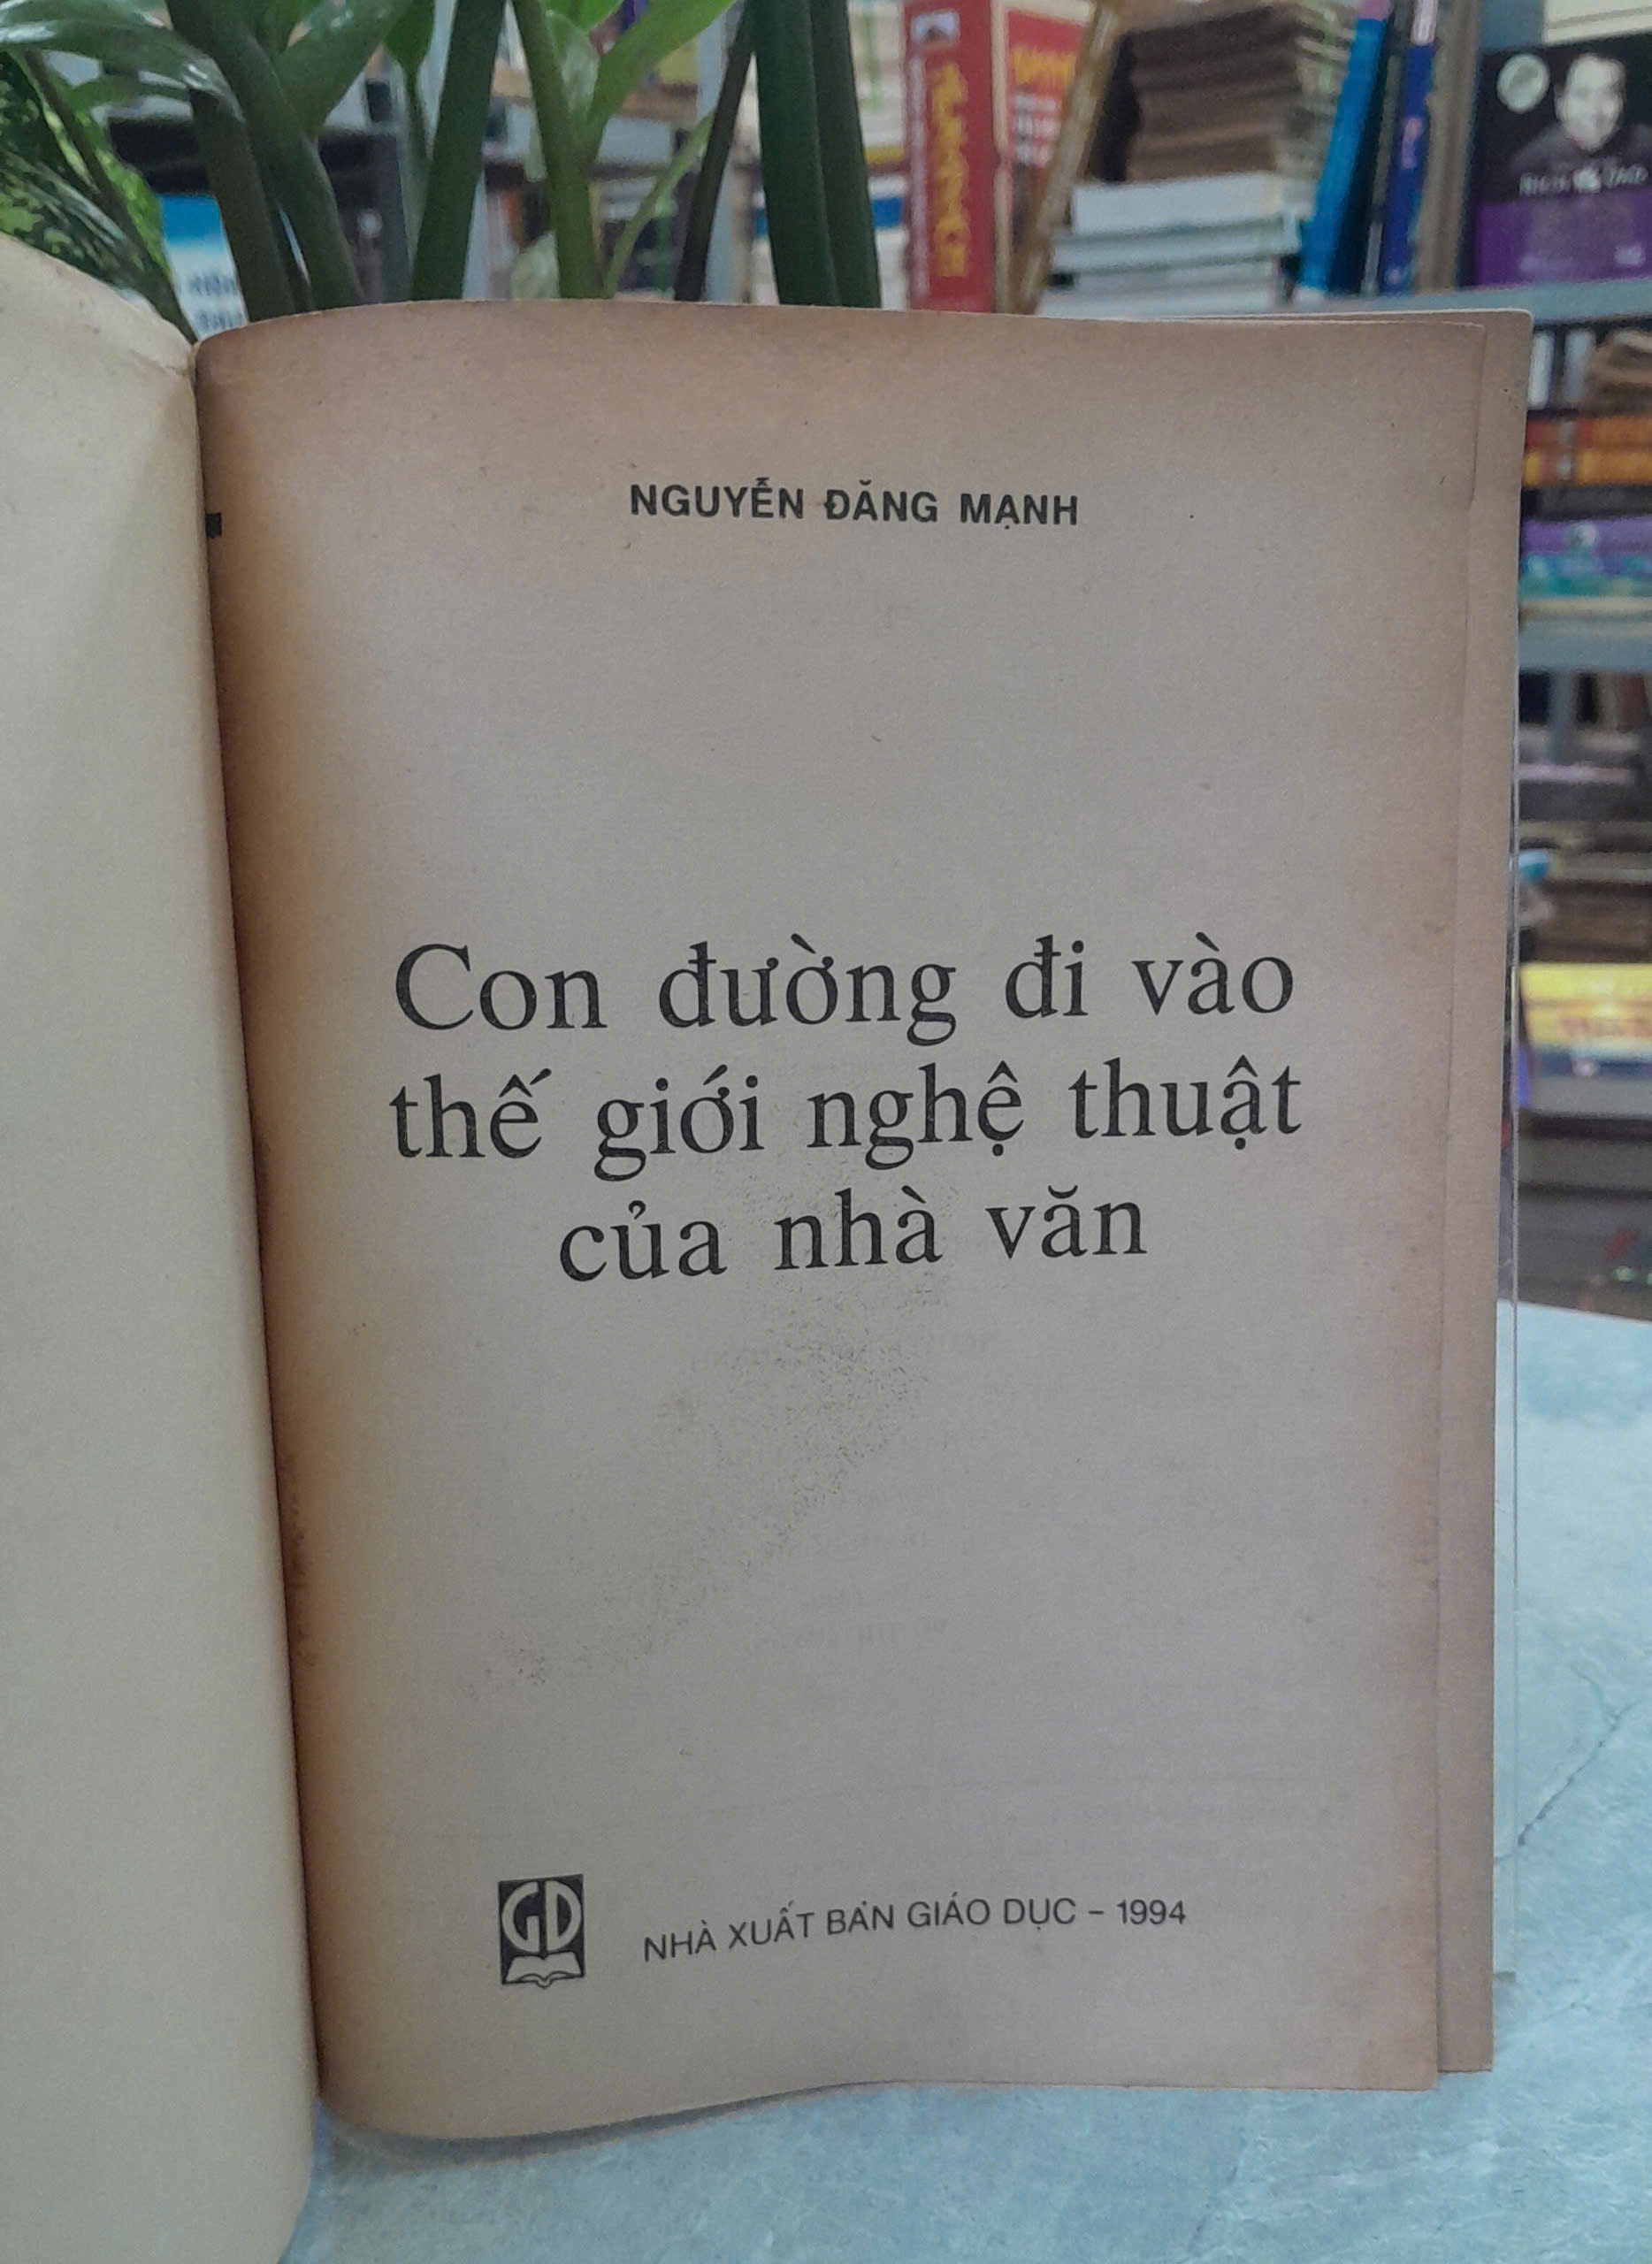 NGUYỄN ĐĂNG MẠNH
Con đường đi vào
thế giới nghệ thuật
của nhà văn
GD
NHÀ XUẤT BẢN GIÁO DỤC - 1994